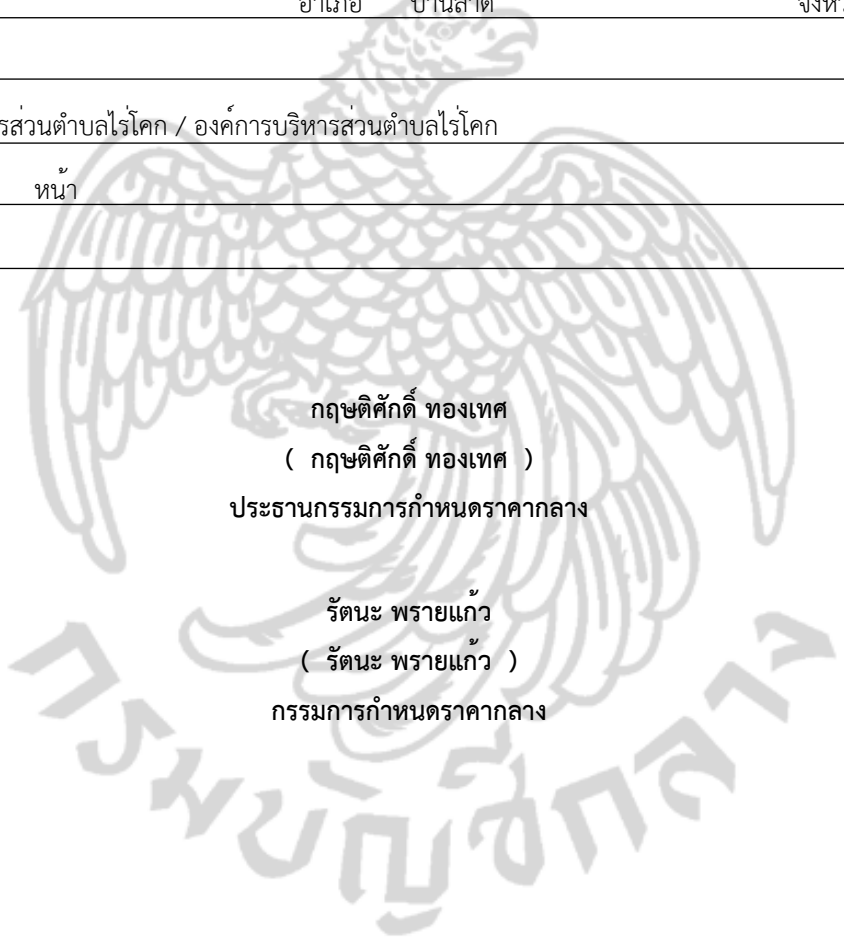 อำเภอ บ้านลาด จังหวั
รส่วนตำบลไร่โคก / องค์การบริหารส่วนตำบลไร่โคก
หน้า
กฤษติศักดิ์ ทองเทศ
( กฤษติศักดิ์ ทองเทศ )
ประธานกรรมการกำหนดราคากลาง
รัตนะ พรายแก้ว
( รัตนะ พรายแก้ว )
กรรมการกำหนดราคากลาง
กรมบัญชีกลาง